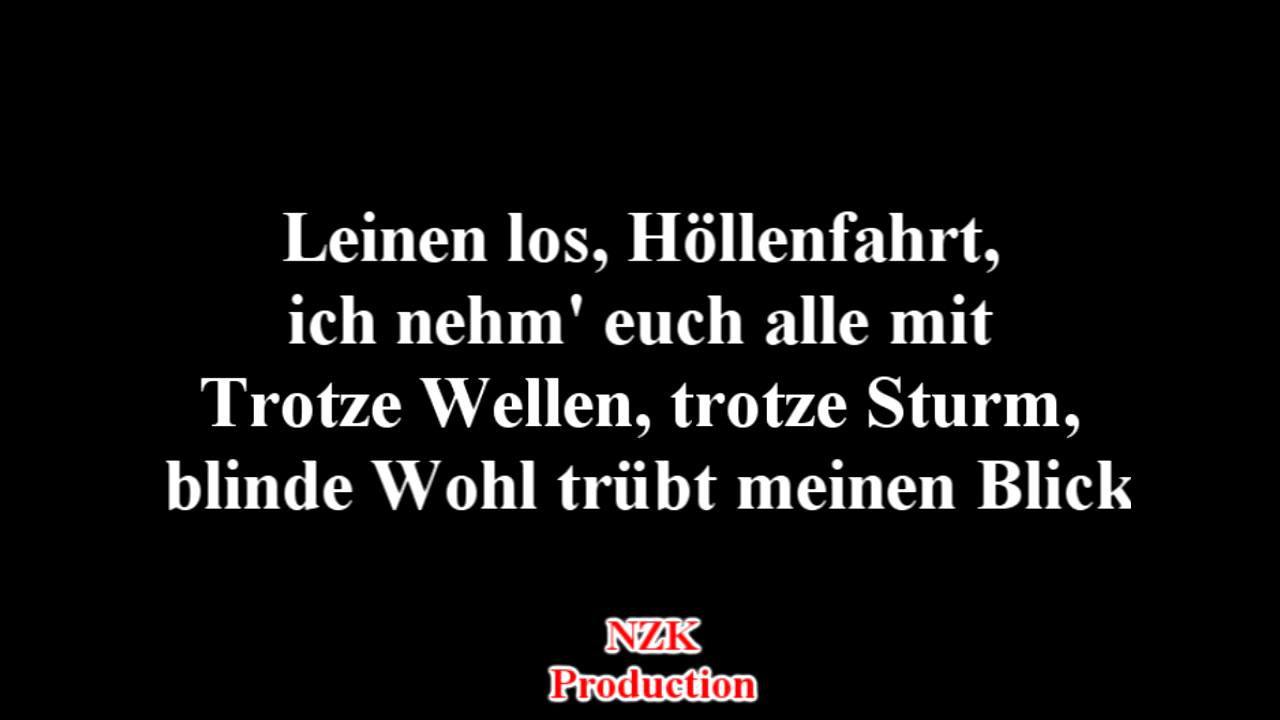 Leinen los, Höllenfahrt,
ich nehm' euch alle mit
Trotze Wellen, trotze Sturm,
blinde Wohl trübt meinen Blick
NZK
Production